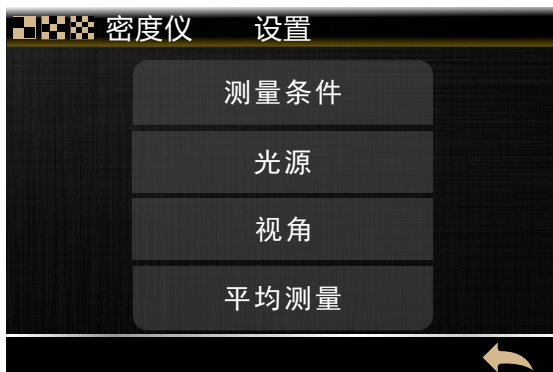 密度仪 设置
测量条件
光源
视角
平均测量